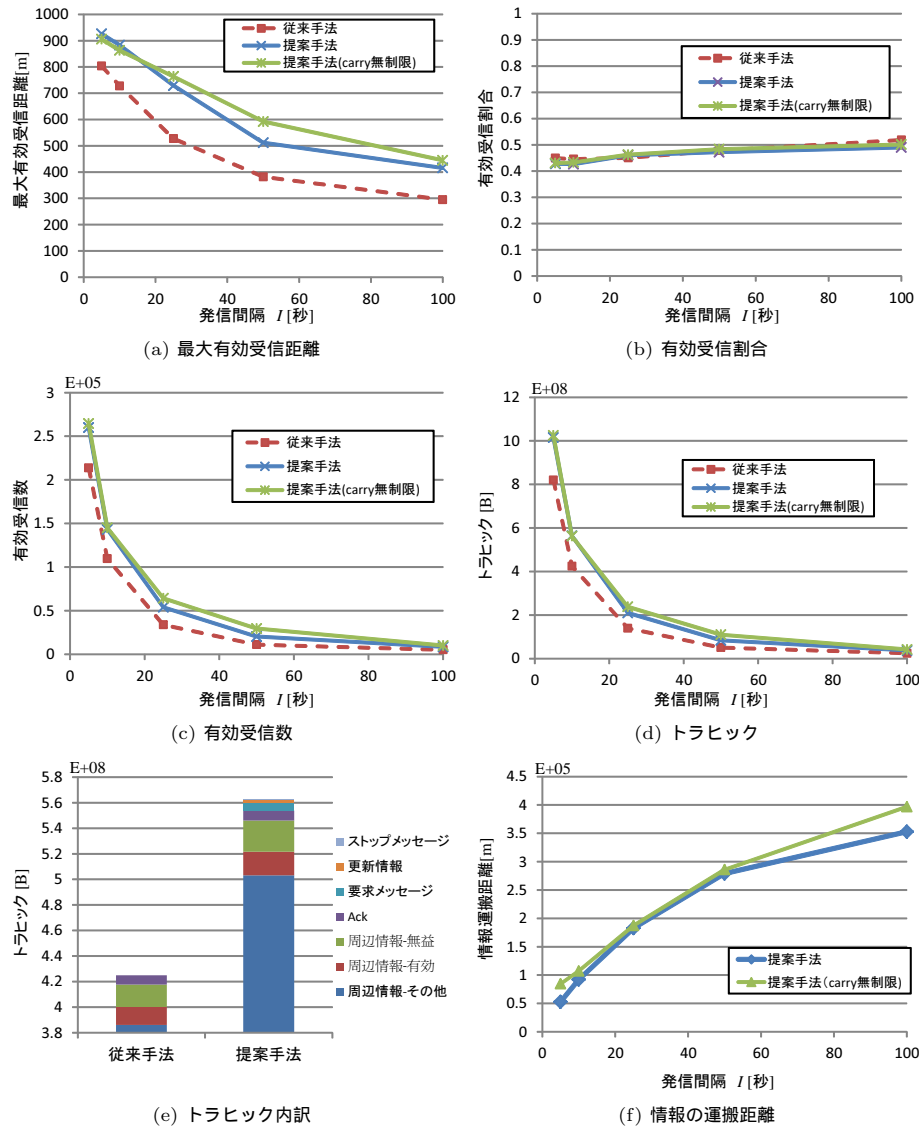 1000
900
800
700
600
500
400
300
200
100
0
最大有効受信距離[m]
従来手法
提案手法
提案手法(carry無制限)
0 20 40 60 80 100
発信間隔 I [秒]
(a) 最大有効受信距離
1
0.9
0.8
0.7
0.6
0.5
0.4
0.3
0.2
0.1
0
有効受信割合
従来手法
提案手法
提案手法(carry無制限)
0 20 40 60 80 100
発信間隔 I [秒]
(b) 有効受信割合
E+05
3
2.5
2
1.5
1
0.5
0
有効受信数
従来手法
提案手法
提案手法(carry無制限)
0 20 40 60 80 100
発信間隔 I [秒]
(c) 有効受信数
E+08
12
10
8
6
4
2
0
トラヒック [B]
従来手法
提案手法
提案手法(carry無制限)
0 20 40 60 80 100
発信間隔 I [秒]
(d) トラヒック
E+08
5.8
5.6
5.4
5.2
5
4.8
4.6
4.4
4.2
4
3.8
トラヒック [B]
ストップメッセージ
更新情報
要求メッセージ
Ack
周辺情報-無益
周辺情報-有効
周辺情報-その他
従来手法 提案手法
(e) トラヒック内訳
E+05
4.5
4
3.5
3
2.5
2
1.5
1
0.5
0
情報運搬距離[m]
提案手法
提案手法(carry無制限)
0 20 40 60 80 100
発信間隔 I [秒]
(f) 情報の運搬距離